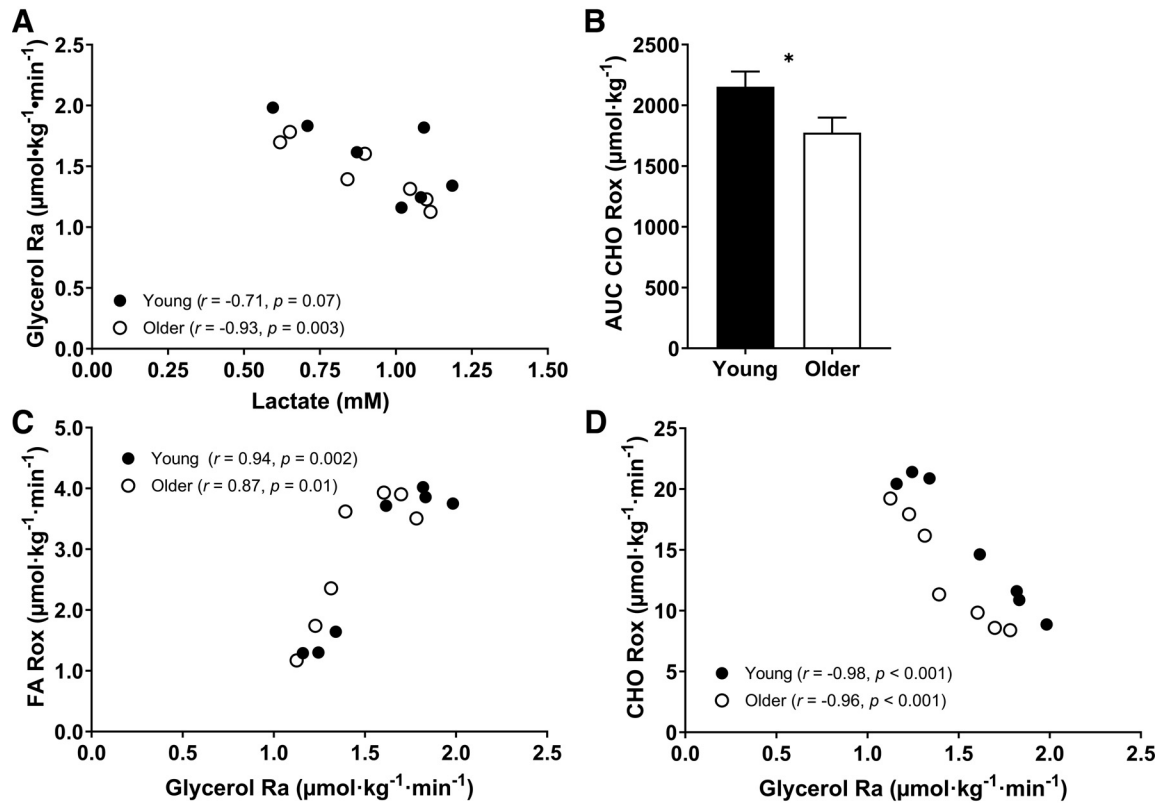 A
Glycerol Ra (µmol•kg⁻¹•min⁻¹)
2.5
2.0
1.5
1.0
0.5
0.0
Young (r = -0.71, p = 0.07)
Older (r = -0.93, p = 0.003)
0.00 0.25 0.50 0.75 1.00 1.25 1.50
Lactate (mM)
B
AUC CHO Rox (µmol·kg⁻¹)
2500
2000
1500
1000
500
0
*
Young Older
C
FA Rox (µmol·kg⁻¹·min⁻¹)
5.0
4.0
3.0
2.0
1.0
0.0
Young (r = 0.94, p = 0.002)
Older (r = 0.87, p = 0.01)
0.0 0.5 1.0 1.5 2.0 2.5
Glycerol Ra (µmol·kg⁻¹·min⁻¹)
D
CHO Rox (µmol·kg⁻¹·min⁻¹)
25
20
15
10
5
0
Young (r = -0.98, p < 0.001)
Older (r = -0.96, p < 0.001)
0.0 0.5 1.0 1.5 2.0 2.5
Glycerol Ra (µmol·kg⁻¹·min⁻¹)